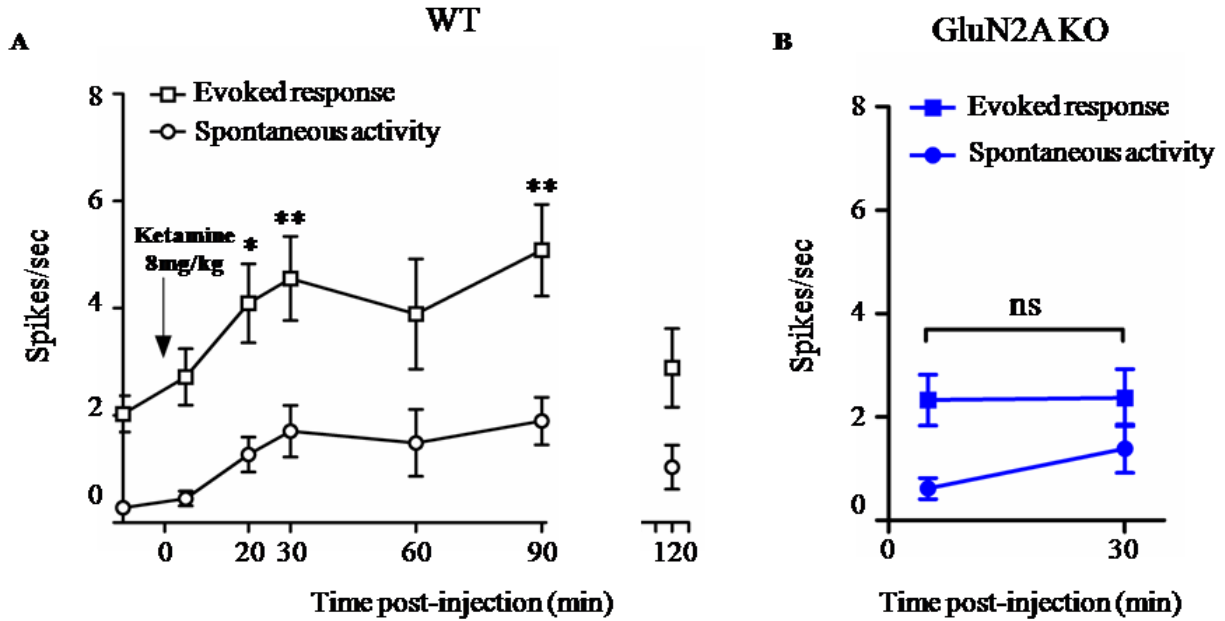 WT
A
Evoked response
Spontaneous activity
8
6
4
2
0
Spikes/sec
Ketamine
8mg/kg
*
**
**
0 20 30 60 90 120
Time post-injection (min)
GluN2A KO
B
Evoked response
Spontaneous activity
8
6
4
2
0
Spikes/sec
ns
0 30
Time post-injection (min)